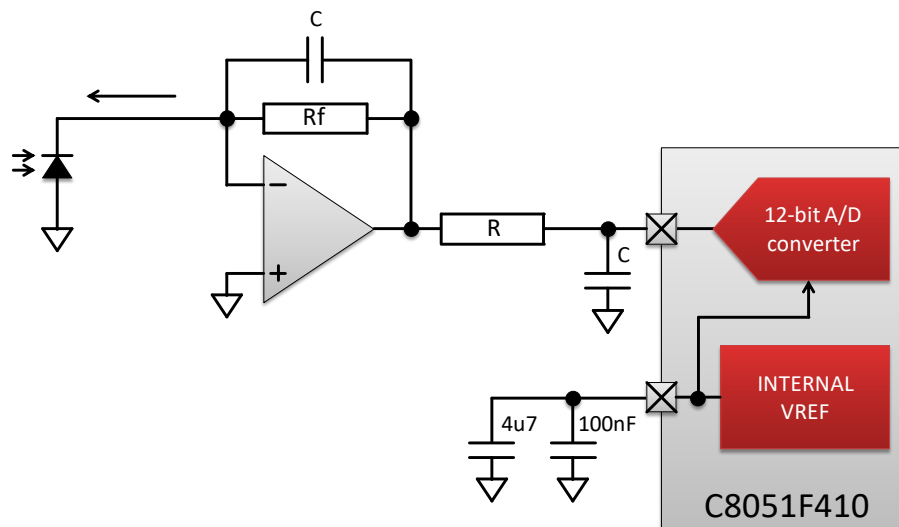 C
Rf
−
+
R
C
12-bit A/D
converter
4u7
100nF
INTERNAL
VREF
C8051F410